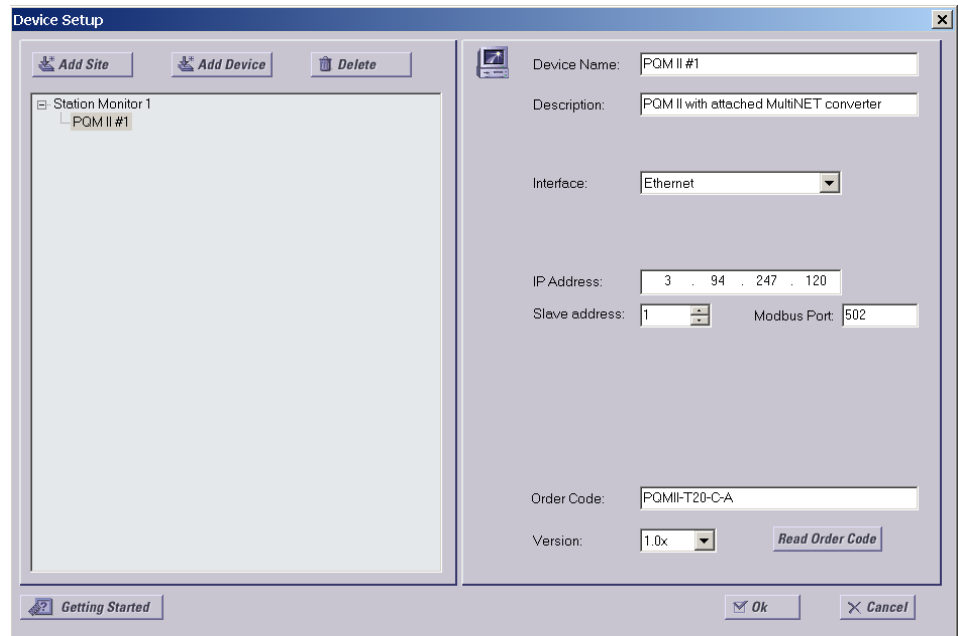 Device Setup
Add Site Add Device Delete
Station Monitor 1
PQM II #1
Device Name: PQM II #1
Description: PQM II with attached MultiNET converter
Interface: Ethernet
IP Address: 3 . 94 . 247 . 120
Slave address: 1 Modbus Port: 502
Order Code: PQMII-T20-C-A
Version: 1.0x Read Order Code
Getting Started Ok Cancel